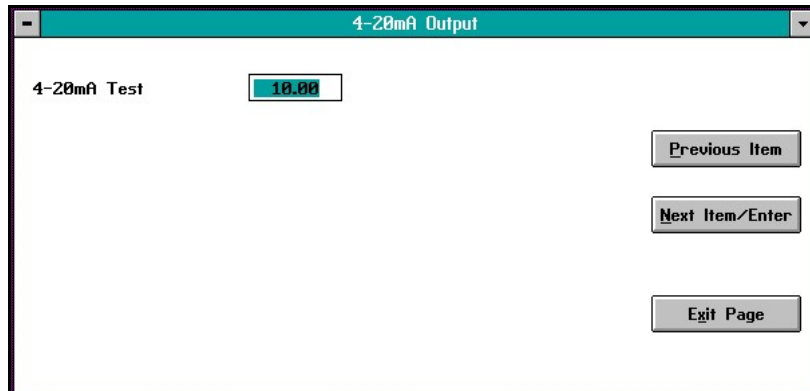 4-20mA Output
4-20mA Test
10.00
Previous Item
Next Item/Enter
Exit Page